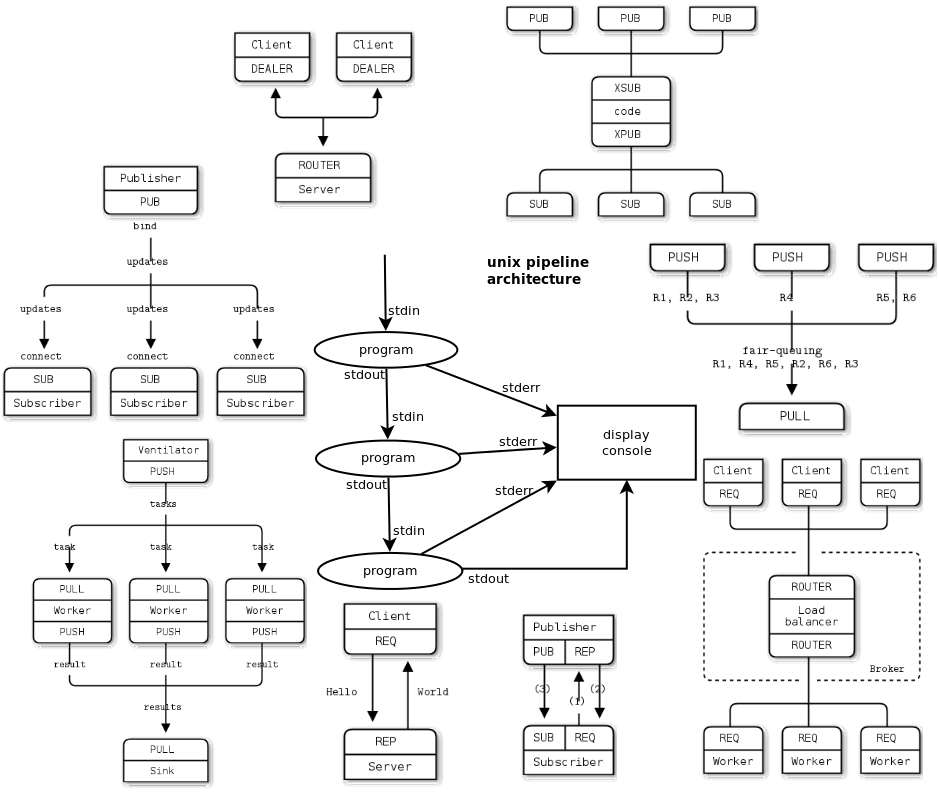 PUB
PUB
PUB
XSUB
code
XPUB
SUB
SUB
SUB
Client
DEALER
Client
DEALER
ROUTER
Server
Publisher
PUB
bind
updates
updates
updates
updates
connect
connect
connect
SUB
Subscriber
SUB
Subscriber
SUB
Subscriber
unix pipeline
architecture
stdin
program
stdout
stderr
stdin
program
stderr
stdout
stderr
stdin
program
stdout
display
console
PUSH
PUSH
PUSH
R1, R2, R3
R4
R5, R6
fair-queuing
R1, R4, R5, R2, R6, R3
PULL
Ventilator
PUSH
tasks
task
task
task
PULL
Worker
PUSH
PULL
Worker
PUSH
PULL
Worker
PUSH
result
result
result
results
PULL
Sink
Client
REQ
Hello
World
REP
Server
Publisher
PUB
REP
(3)
(2)
(1)
SUB
REQ
Subscriber
Client
REQ
Client
REQ
Client
REQ
ROUTER
Load
balancer
ROUTER
Broker
REQ
Worker
REQ
Worker
REQ
Worker